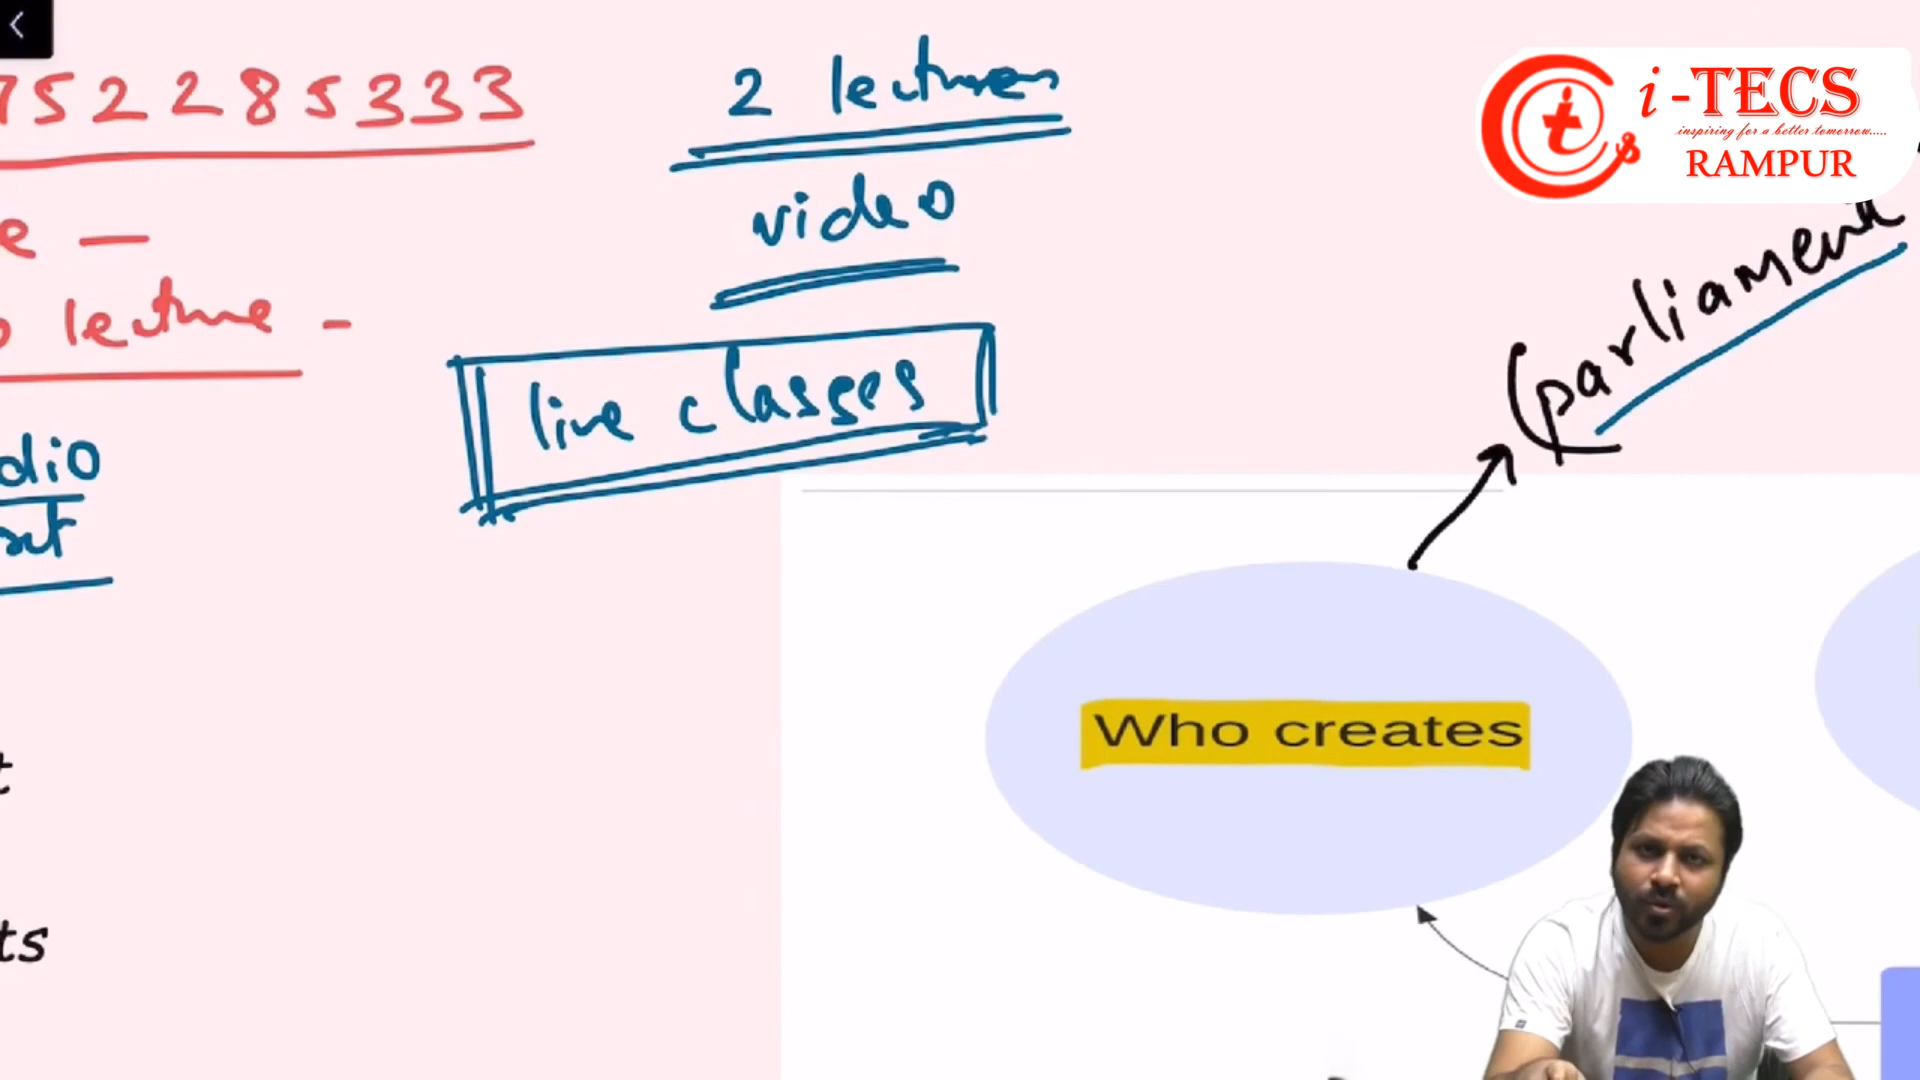 752285333
2 lectures
i-TECS
inspiring for a better tomorrow.....
RAMPUR
video
e —
lecture -
parliament
live classes
dio
Who creates
t
ts